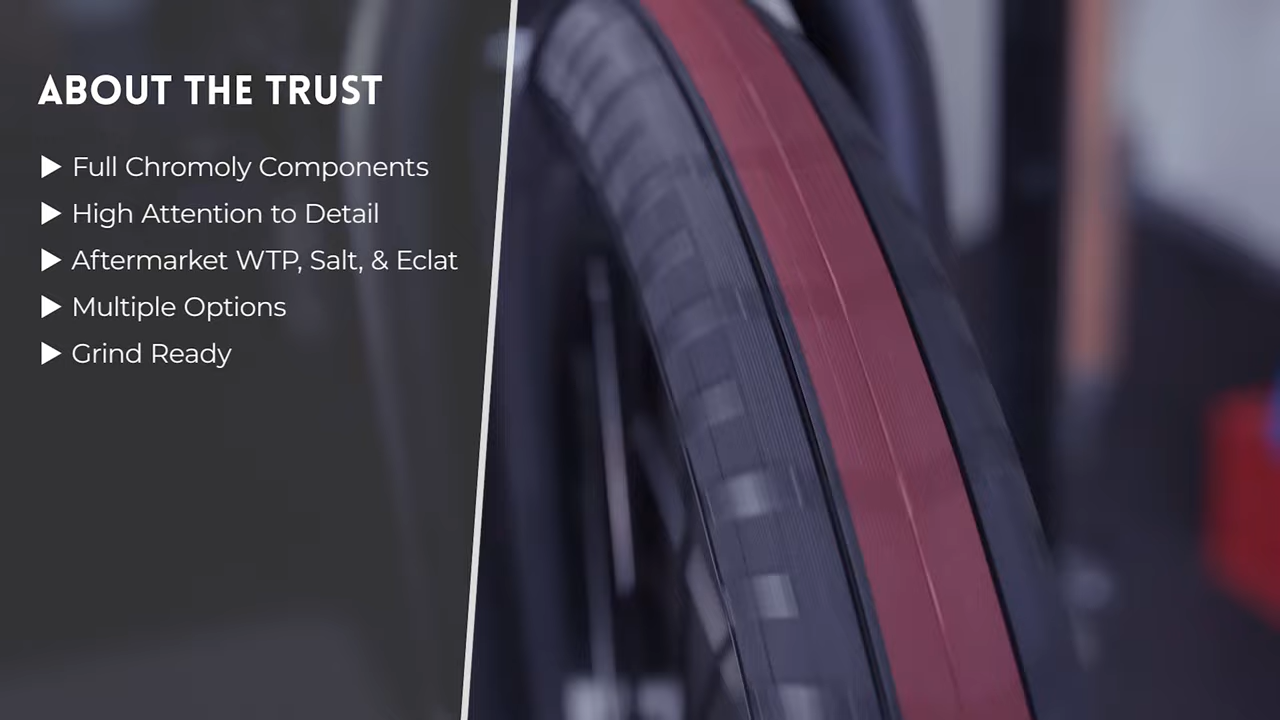 ABOUT THE TRUST
Full Chromoly Components
High Attention to Detail
Aftermarket WTP, Salt, & Eclat
Multiple Options
Grind Ready